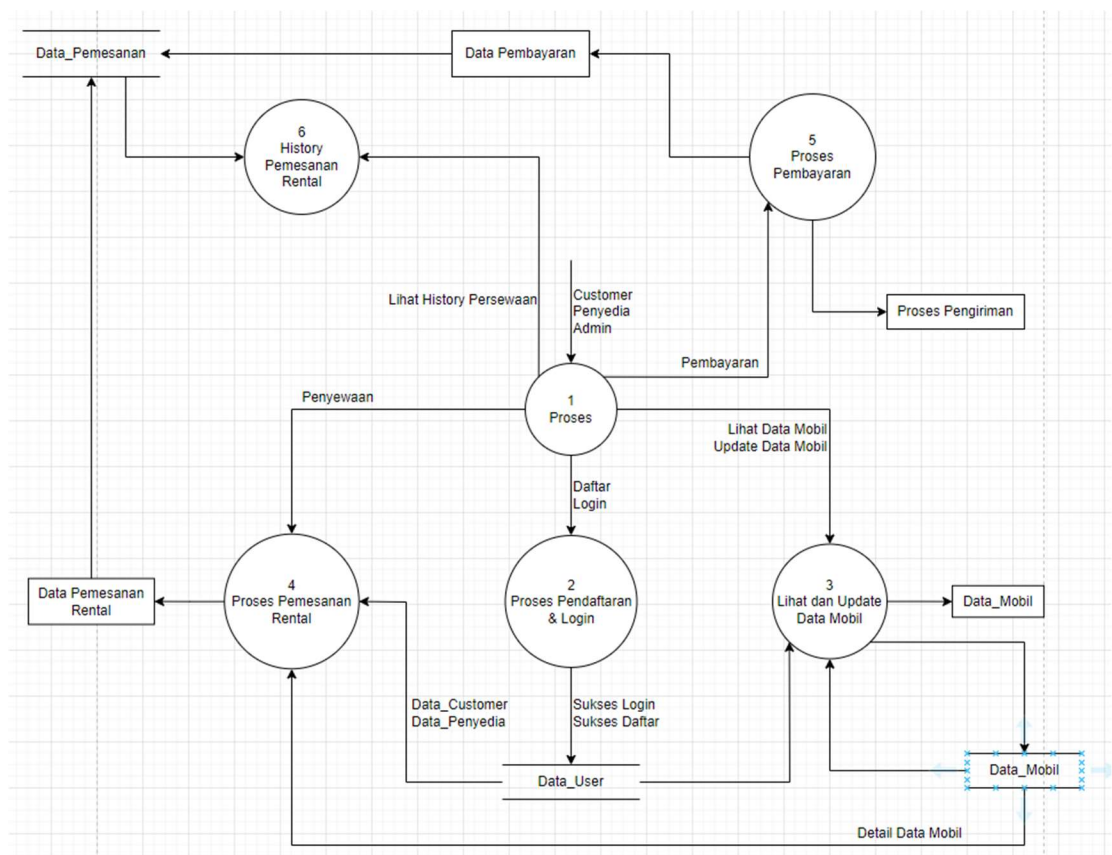 Data_Pemesanan
Data Pembayaran
6
History
Pemesanan
Rental
5
Proses
Pembayaran
Lihat History Persewaan
Customer
Penyedia
Admin
Proses Pengiriman
Pembayaran
Penyewaan
1
Proses
Lihat Data Mobil
Update Data Mobil
Daftar
Login
Data Pemesanan
Rental
4
Proses Pemesanan
Rental
2
Proses Pendaftaran
& Login
3
Lihat dan Update
Data Mobil
Data_Mobil
Data_Customer
Data_Penyedia
Sukses Login
Sukses Daftar
Data_User
Data_Mobil
Detail Data Mobil